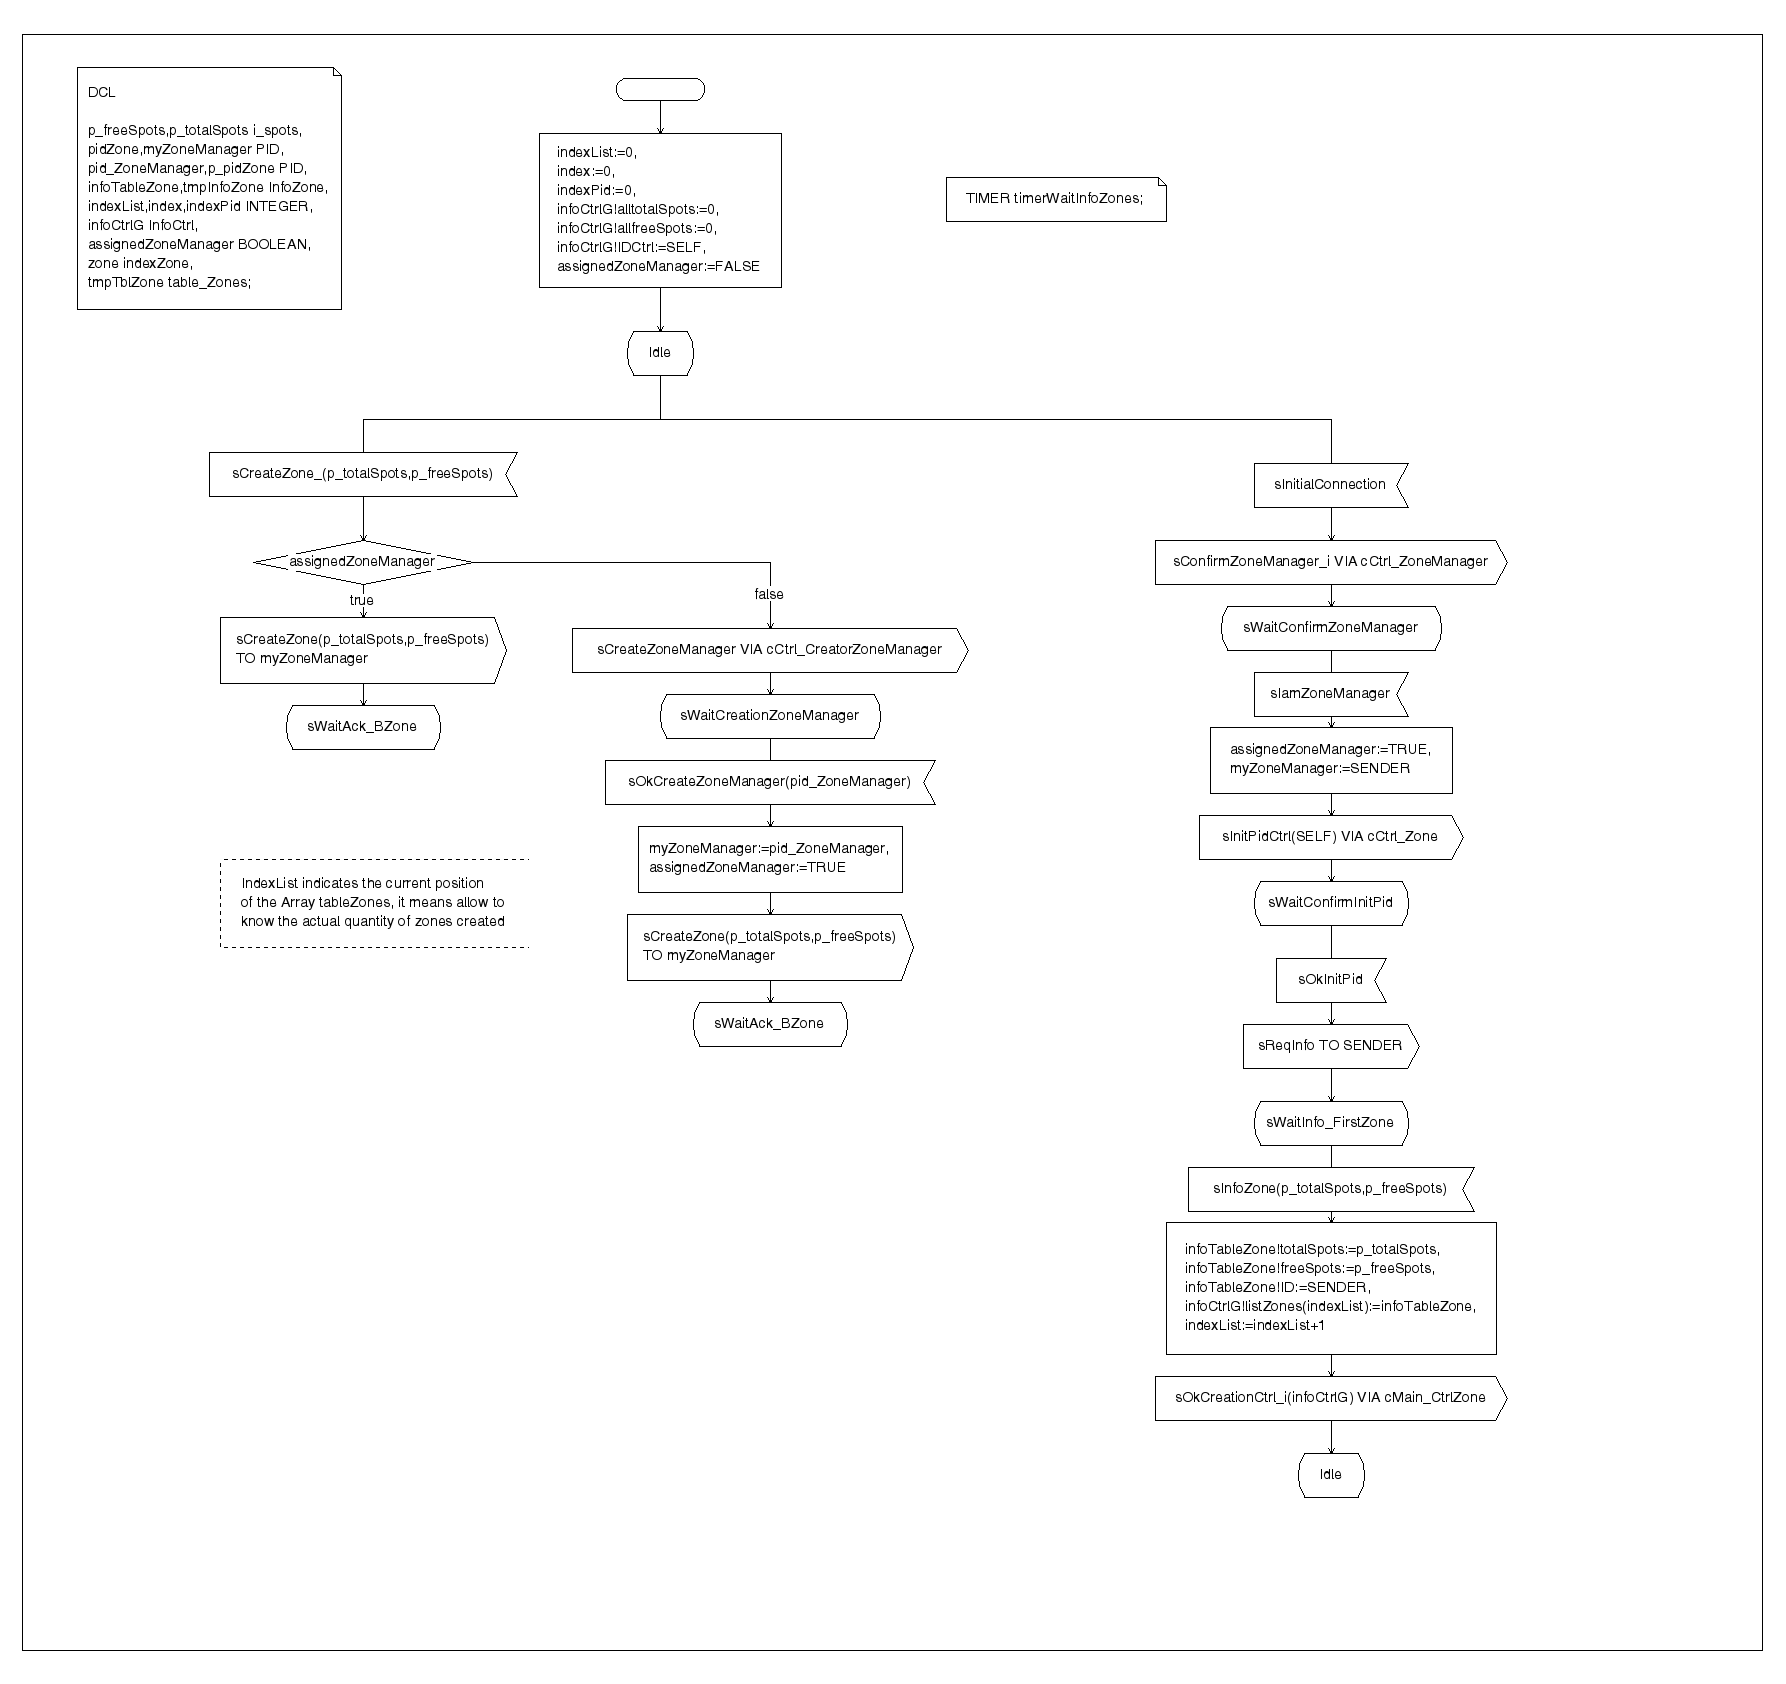 DCL
p_freeSpots,p_totalSpots i_spots,
pidZone,myZoneManager PID,
pid_ZoneManager,p_pidZone PID,
infoTableZone,tmpInfoZone InfoZone,
indexList,index,indexPid INTEGER,
infoCtrlG InfoCtrl,
assignedZoneManager BOOLEAN,
zone indexZone,
tmpTblZone table_Zones;
indexList:=0,
index:=0,
indexPid:=0,
infoCtrlG!alltotalSpots:=0,
infoCtrlG!allfreeSpots:=0,
infoCtrlG!IDCtrl:=SELF,
assignedZoneManager:=FALSE
TIMER timerWaitInfoZones;
Idle
sCreateZone_(p_totalSpots,p_freeSpots)
assignedZoneManager
true
sCreateZone(p_totalSpots,p_freeSpots)
TO myZoneManager
sWaitAck_BZone
false
sCreateZoneManager VIA cCtrl_CreatorZoneManager
sWaitCreationZoneManager
sOkCreateZoneManager(pid_ZoneManager)
myZoneManager:=pid_ZoneManager,
assignedZoneManager:=TRUE
sCreateZone(p_totalSpots,p_freeSpots)
TO myZoneManager
sWaitAck_BZone
IndexList indicates the current position
of the Array tableZones, it means allow to
know the actual quantity of zones created
sInitialConnection
sConfirmZoneManager_i VIA cCtrl_ZoneManager
sWaitConfirmZoneManager
sIamZoneManager
assignedZoneManager:=TRUE,
myZoneManager:=SENDER
sInitPidCtrl(SELF) VIA cCtrl_Zone
sWaitConfirmInitPid
sOkInitPid
sReqInfo TO SENDER
sWaitInfo_FirstZone
sInfoZone(p_totalSpots,p_freeSpots)
infoTableZone!totalSpots:=p_totalSpots,
infoTableZone!freeSpots:=p_freeSpots,
infoTableZone!ID:=SENDER,
infoCtrlG!listZones(indexList):=infoTableZone,
indexList:=indexList+1
sOkCreationCtrl_i(infoCtrlG) VIA cMain_CtrlZone
Idle